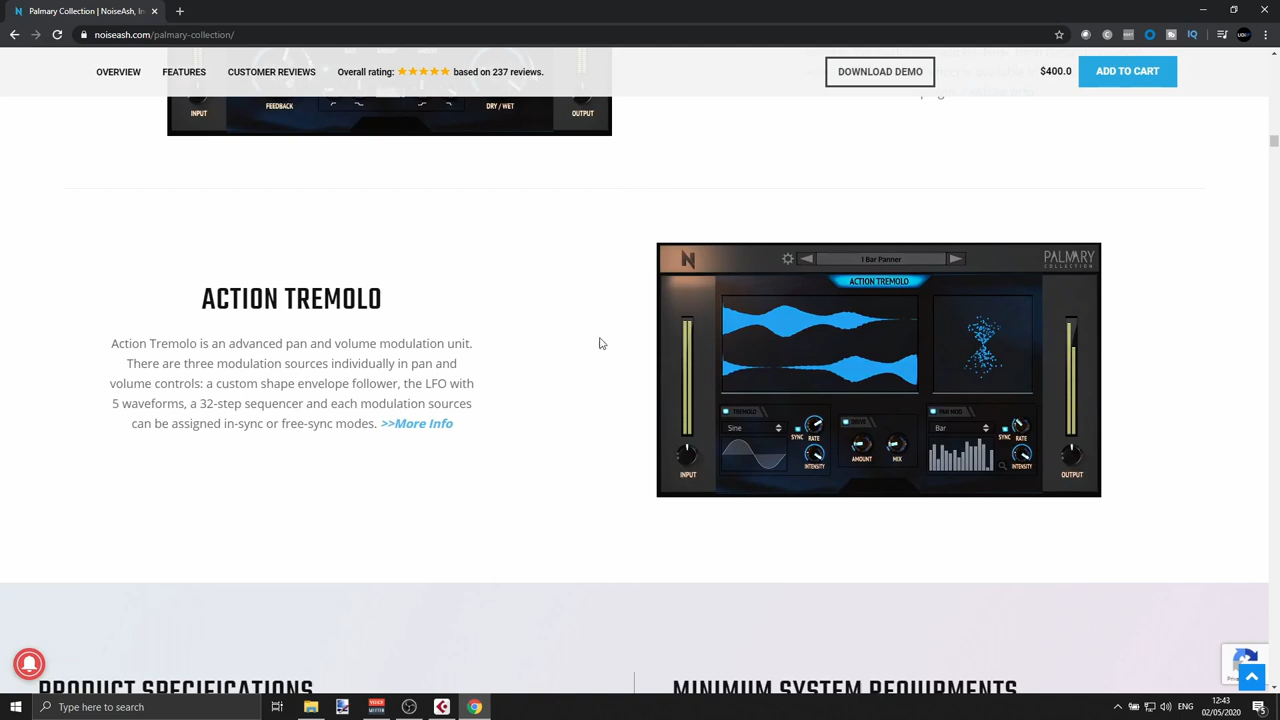 Palmary Collection | NoiseAsh, In
noiseash.com/palmary-collection/
OVERVIEW
FEATURES
CUSTOMER REVIEWS
Overall rating:
based on 237 reviews.
DOWNLOAD DEMO
$400.0
ADD TO CART
INPUT
FEEDBACK
DRY / WET
OUTPUT
ACTION TREMOLO
Action Tremolo is an advanced pan and volume modulation unit.
There are three modulation sources individually in pan and
volume controls: a custom shape envelope follower, the LFO with
5 waveforms, a 32-step sequencer and each modulation sources
can be assigned in-sync or free-sync modes. >>More Info
1 Bar Panner
PALMARY
COLLECTION
ACTION TREMOLO
TREMOLO
Sine
SYNC
RATE
INTENSITY
DRIVE
AMOUNT
MIX
PAN MOD
Bar
SYNC
RATE
INTENSITY
INPUT
OUTPUT
PRODUCT SPECIFICATIONS
MINIMUM SYSTEM REQUIRMENTS
Type here to search
ENG
12:43
02/05/2020